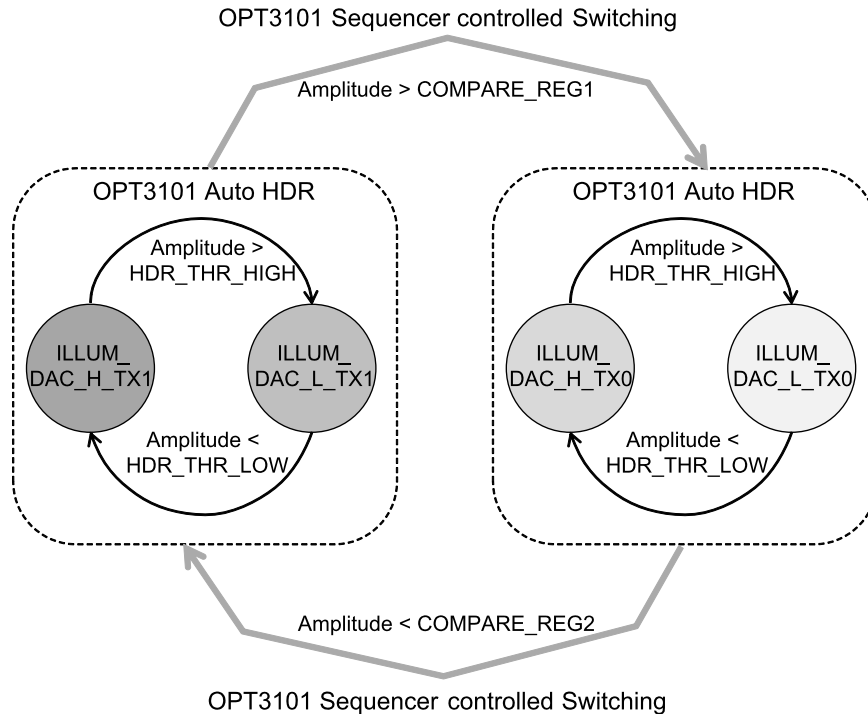 OPT3101 Sequencer controlled Switching
Amplitude > COMPARE_REG1
OPT3101 Auto HDR
Amplitude >
HDR_THR_HIGH
ILLUM_
DAC_H_TX1
ILLUM_
DAC_L_TX1
Amplitude <
HDR_THR_LOW
OPT3101 Auto HDR
Amplitude >
HDR_THR_HIGH
ILLUM_
DAC_H_TX0
ILLUM_
DAC_L_TX0
Amplitude <
HDR_THR_LOW
Amplitude < COMPARE_REG2
OPT3101 Sequencer controlled Switching